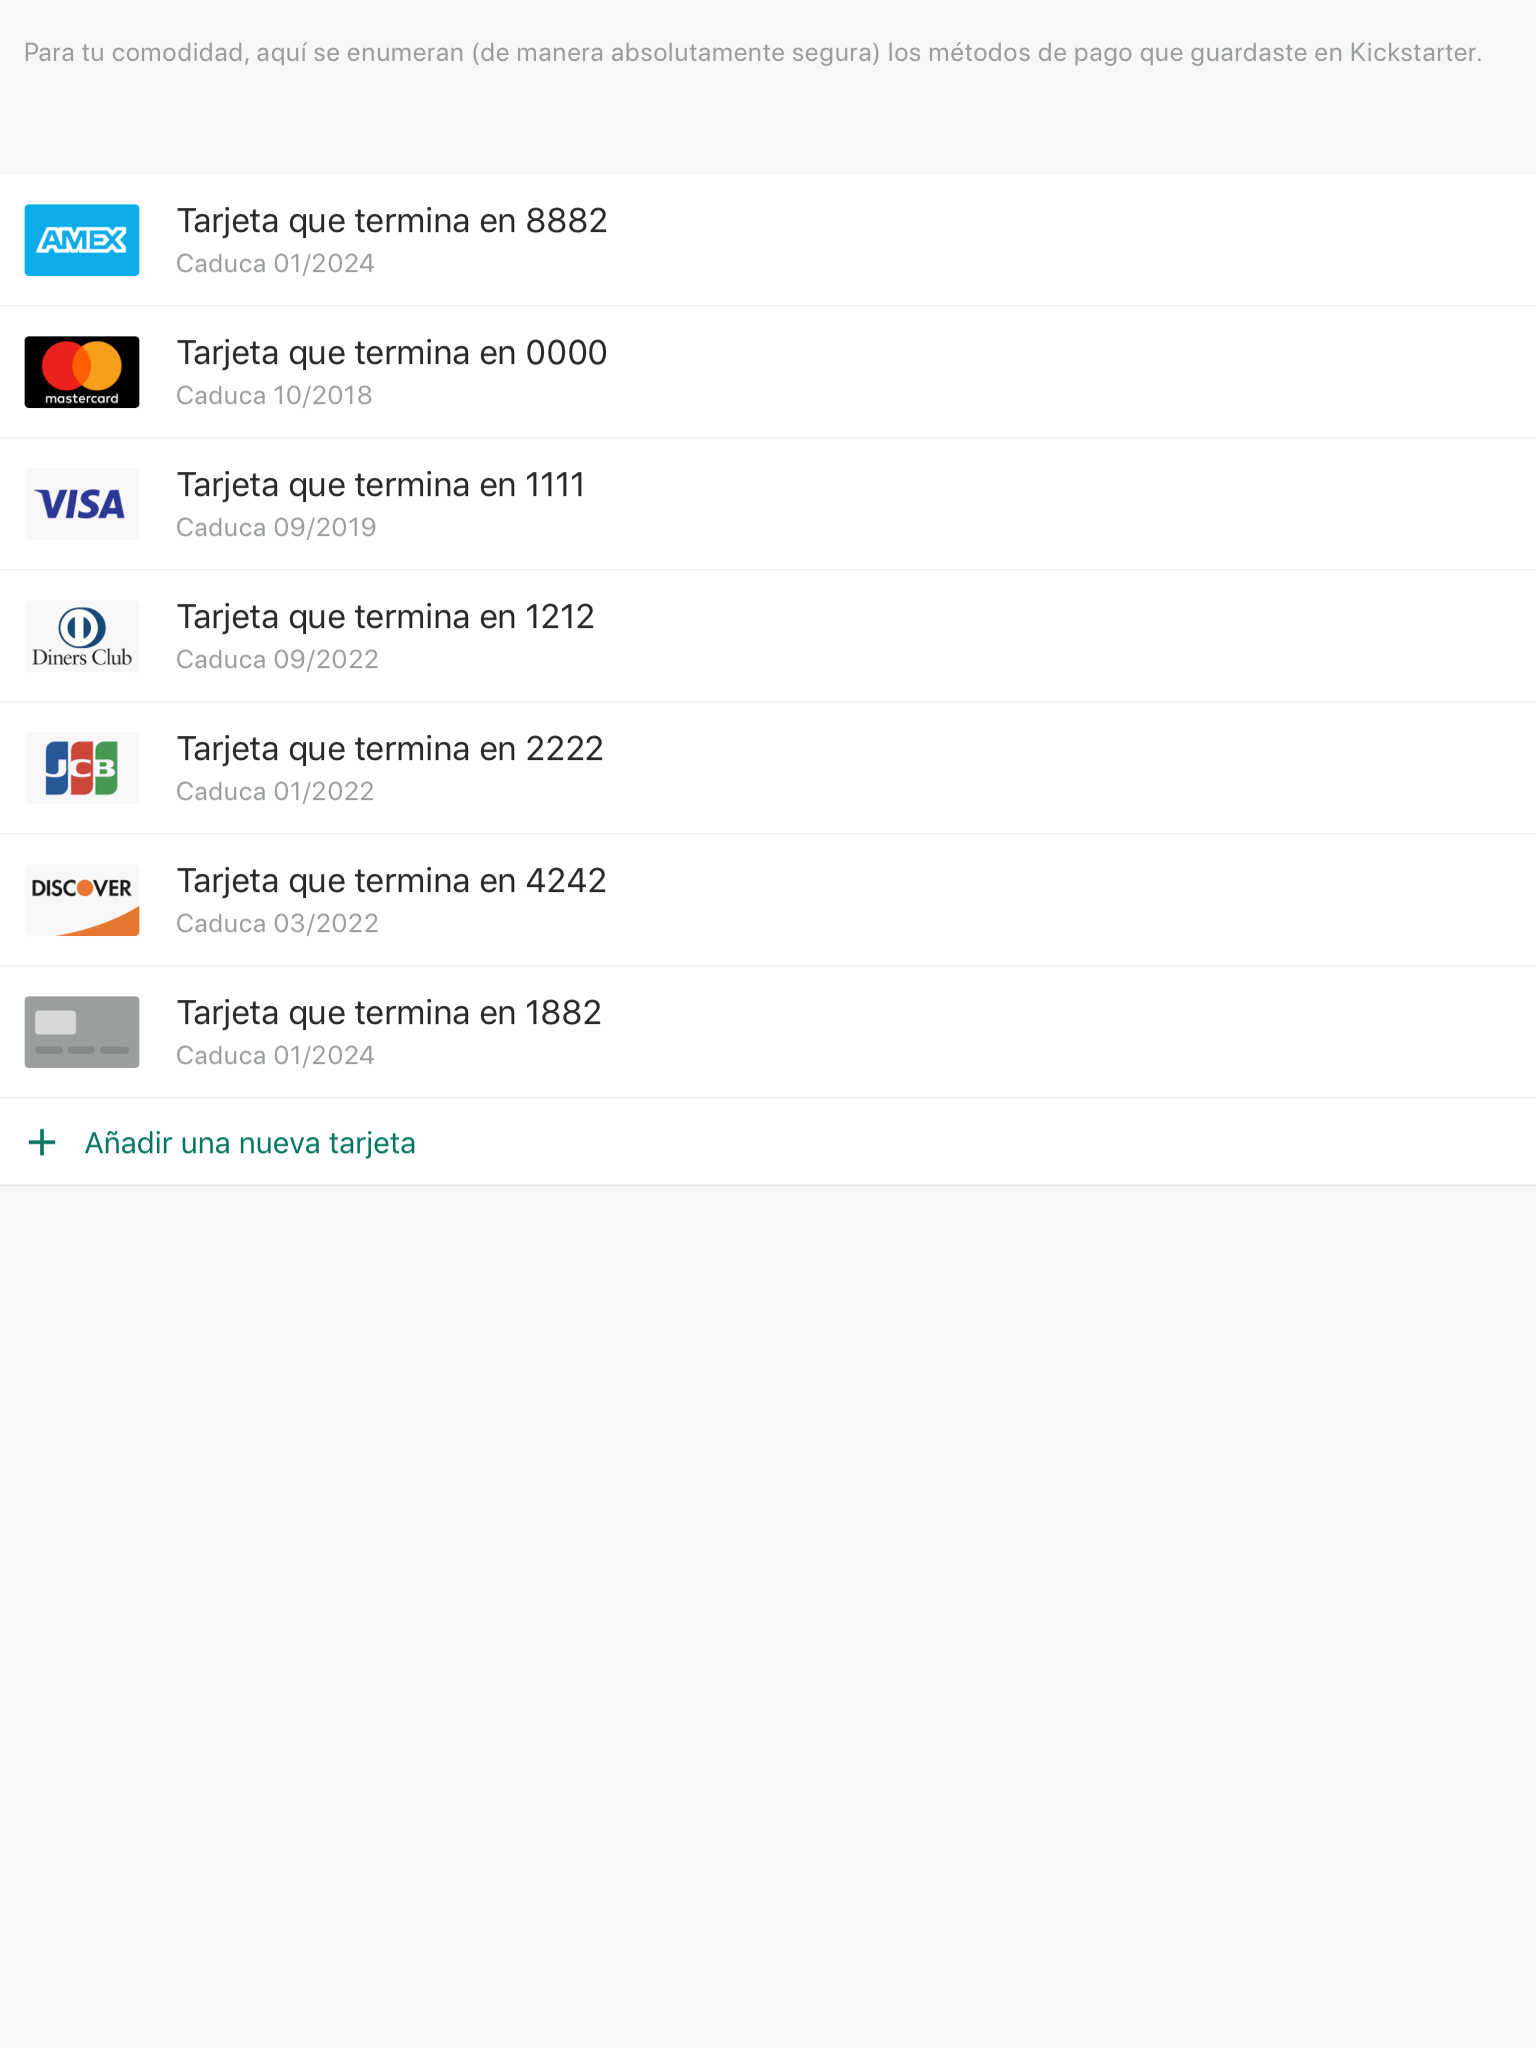 Para tu comodidad, aquí se enumeran (de manera absolutamente segura) los métodos de pago que guardaste en Kickstarter.
AMEX
Tarjeta que termina en 8882
Caduca 01/2024
mastercard
Tarjeta que termina en 0000
Caduca 10/2018
VISA
Tarjeta que termina en 1111
Caduca 09/2019
Diners Club
Tarjeta que termina en 1212
Caduca 09/2022
JCB
Tarjeta que termina en 2222
Caduca 01/2022
DISCOVER
Tarjeta que termina en 4242
Caduca 03/2022
Tarjeta que termina en 1882
Caduca 01/2024
+ Añadir una nueva tarjeta